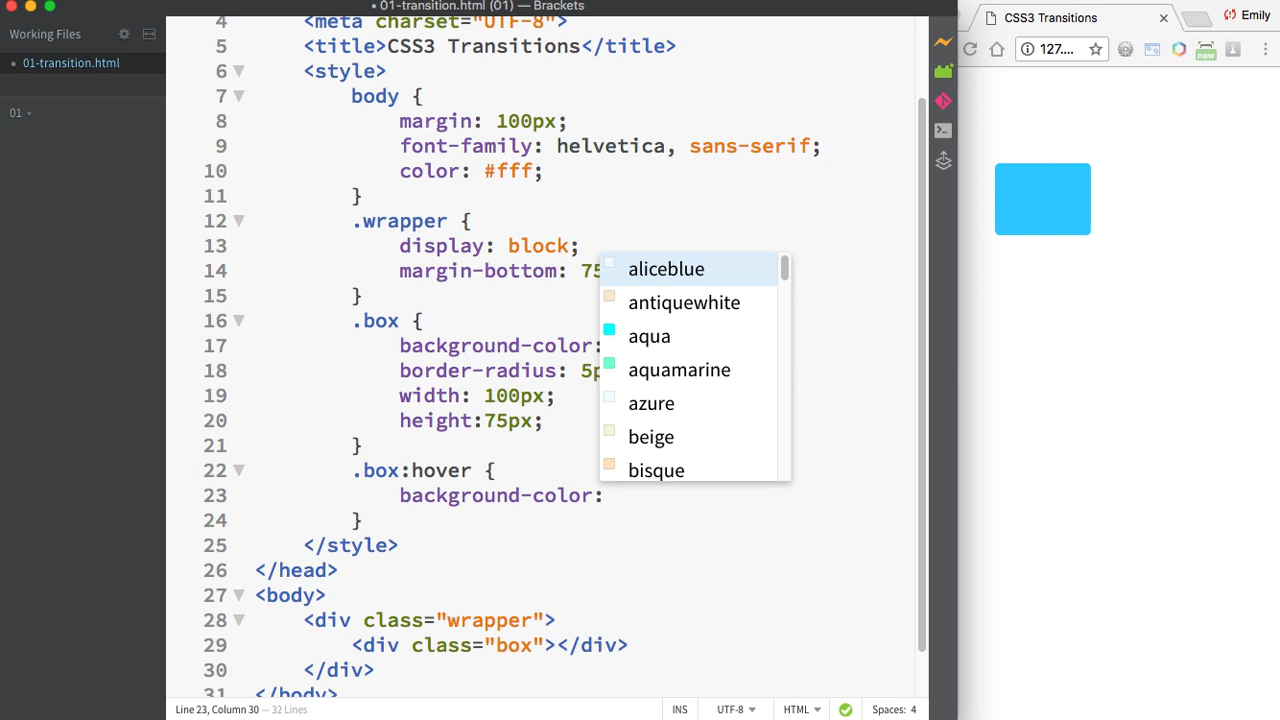 01-transition.html (01) — Brackets
Working Files
01-transition.html
01
4 <meta charset="UTF-8">
5 <title>CSS3 Transitions</title>
6 <style>
7 body {
8 margin: 100px;
9 font-family: helvetica, sans-serif;
10 color: #fff;
11 }
12 .wrapper {
13 display: block;
14 margin-bottom: 75
15 }
16 .box {
17 background-color:
18 border-radius: 5p
19 width: 100px;
20 height:75px;
21 }
22 .box:hover {
23 background-color:
24 }
25 </style>
26 </head>
27 <body>
28 <div class="wrapper">
29 <div class="box"></div>
30 </div>
31 </body>
aliceblue
antiquewhite
aqua
aquamarine
azure
beige
bisque
Line 23, Column 30 — 32 Lines
INS
UTF-8
HTML
Spaces: 4
CSS3 Transitions
Emily
127....
now